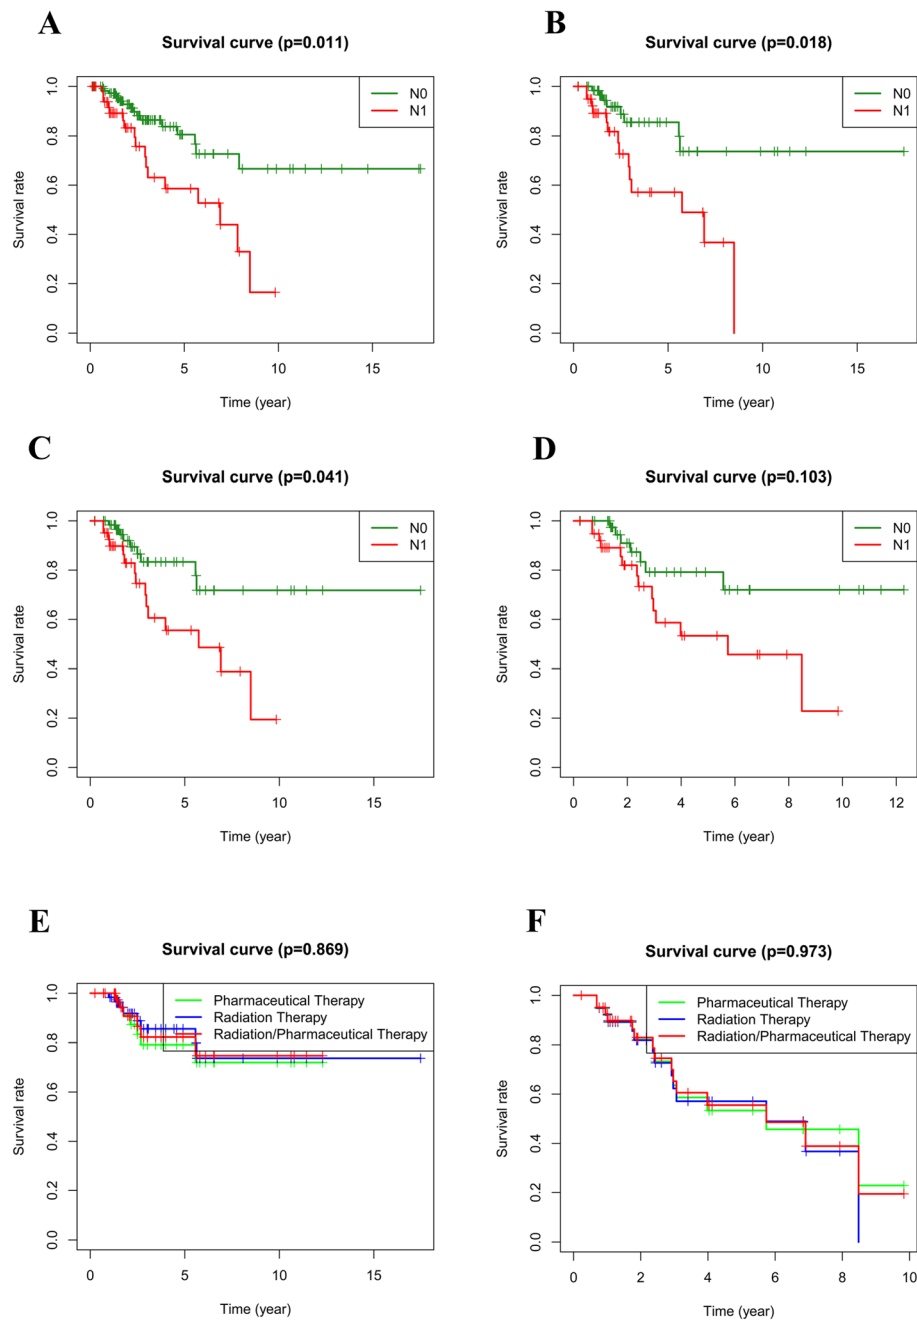 A
Survival curve (p=0.011)
N0
N1
Survival rate
0.0 0.2 0.4 0.6 0.8 1.0
0 5 10 15
Time (year)
B
Survival curve (p=0.018)
N0
N1
Survival rate
0.0 0.2 0.4 0.6 0.8 1.0
0 5 10 15
Time (year)
C
Survival curve (p=0.041)
N0
N1
Survival rate
0.0 0.2 0.4 0.6 0.8 1.0
0 5 10 15
Time (year)
D
Survival curve (p=0.103)
N0
N1
Survival rate
0.0 0.2 0.4 0.6 0.8 1.0
0 2 4 6 8 10 12
Time (year)
E
Survival curve (p=0.869)
Pharmaceutical Therapy
Radiation Therapy
Radiation/Pharmaceutical Therapy
Survival rate
0.0 0.2 0.4 0.6 0.8 1.0
0 5 10 15
Time (year)
F
Survival curve (p=0.973)
Pharmaceutical Therapy
Radiation Therapy
Radiation/Pharmaceutical Therapy
Survival rate
0.0 0.2 0.4 0.6 0.8 1.0
0 2 4 6 8 10
Time (year)